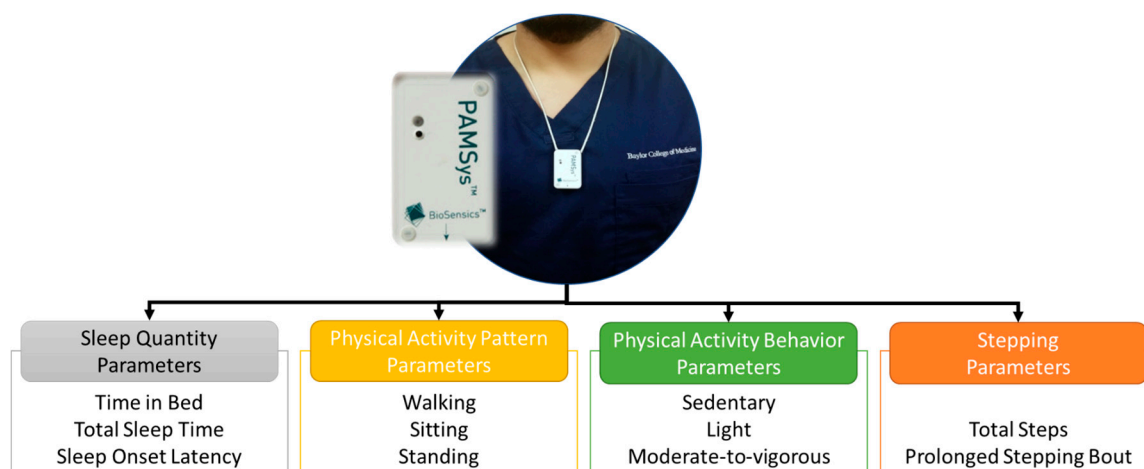 PAMSys™
BioSensics™
Baylor College of Medicine
PAMSys™
Sleep Quantity
Parameters
Time in Bed
Total Sleep Time
Sleep Onset Latency
Physical Activity Pattern
Parameters
Walking
Sitting
Standing
Physical Activity Behavior
Parameters
Sedentary
Light
Moderate-to-vigorous
Stepping
Parameters
Total Steps
Prolonged Stepping Bout